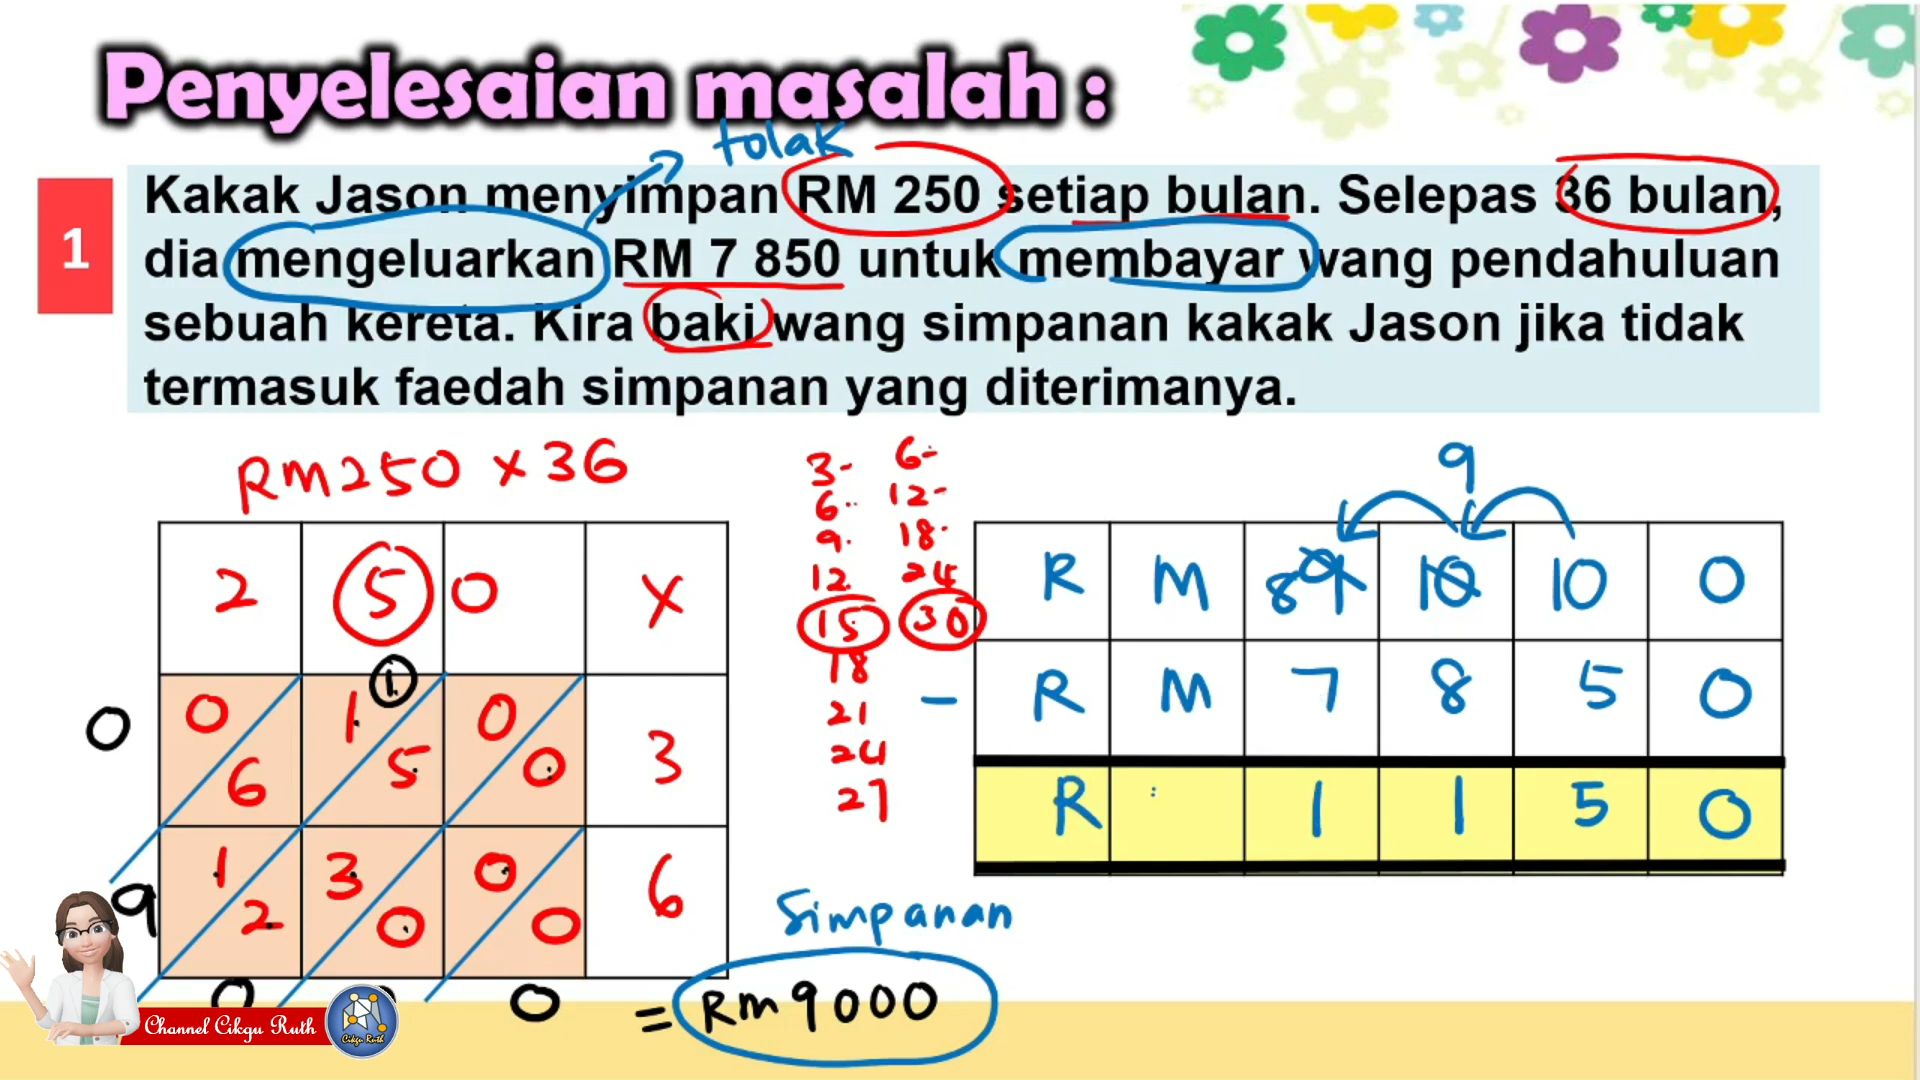 Penyelesaian masalah :
tolak
1
Kakak Jason menyimpan RM 250 setiap bulan. Selepas 36 bulan,
dia mengeluarkan RM 7 850 untuk membayar wang pendahuluan
sebuah kereta. Kira baki wang simpanan kakak Jason jika tidak
termasuk faedah simpanan yang diterimanya.
RM250 x 36
2 5 0 x
1
0 0 6 1 5 0 0 3
9 1 2 3 0 0 0 6
0 0
= RM9000
Simpanan
3-
6-
9-
12
15
18
21
24
27
6-
12-
18-
24
30
9
R M 8 9 10 10 0
- R M 7 8 5 0
R 1 1 5 0
Channel Cikgu Ruth
Cikgu Ruth